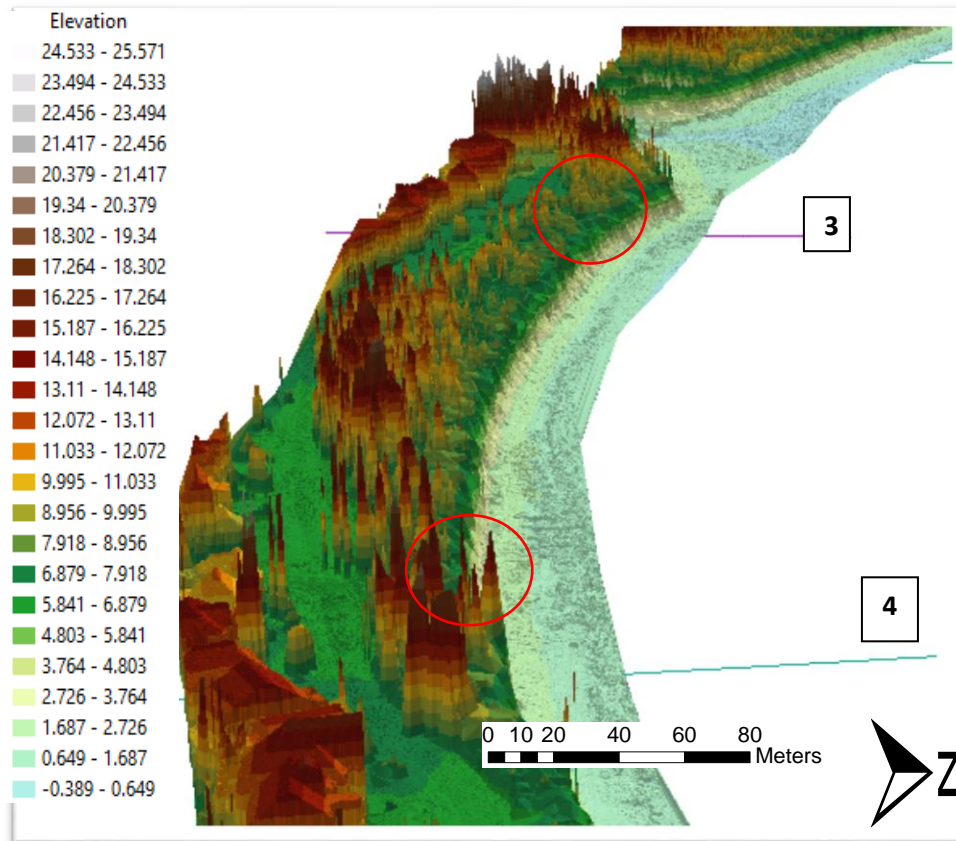 Elevation
24.533 - 25.571
23.494 - 24.533
22.456 - 23.494
21.417 - 22.456
20.379 - 21.417
19.34 - 20.379
18.302 - 19.34
17.264 - 18.302
16.225 - 17.264
15.187 - 16.225
14.148 - 15.187
13.11 - 14.148
12.072 - 13.11
11.033 - 12.072
9.995 - 11.033
8.956 - 9.995
7.918 - 8.956
6.879 - 7.918
5.841 - 6.879
4.803 - 5.841
3.764 - 4.803
2.726 - 3.764
1.687 - 2.726
0.649 - 1.687
-0.389 - 0.649
3
4
0 10 20 40 60 80
Meters
N